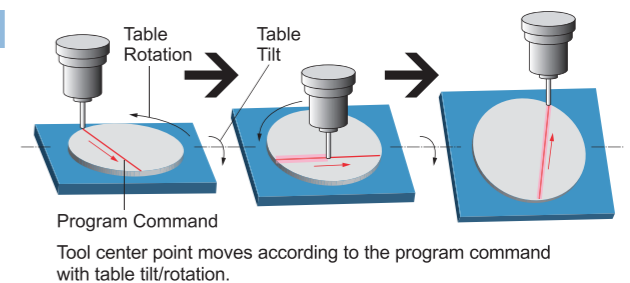 Table
Rotation
Table
Tilt
Program Command
Tool center point moves according to the program command
with table tilt/rotation.